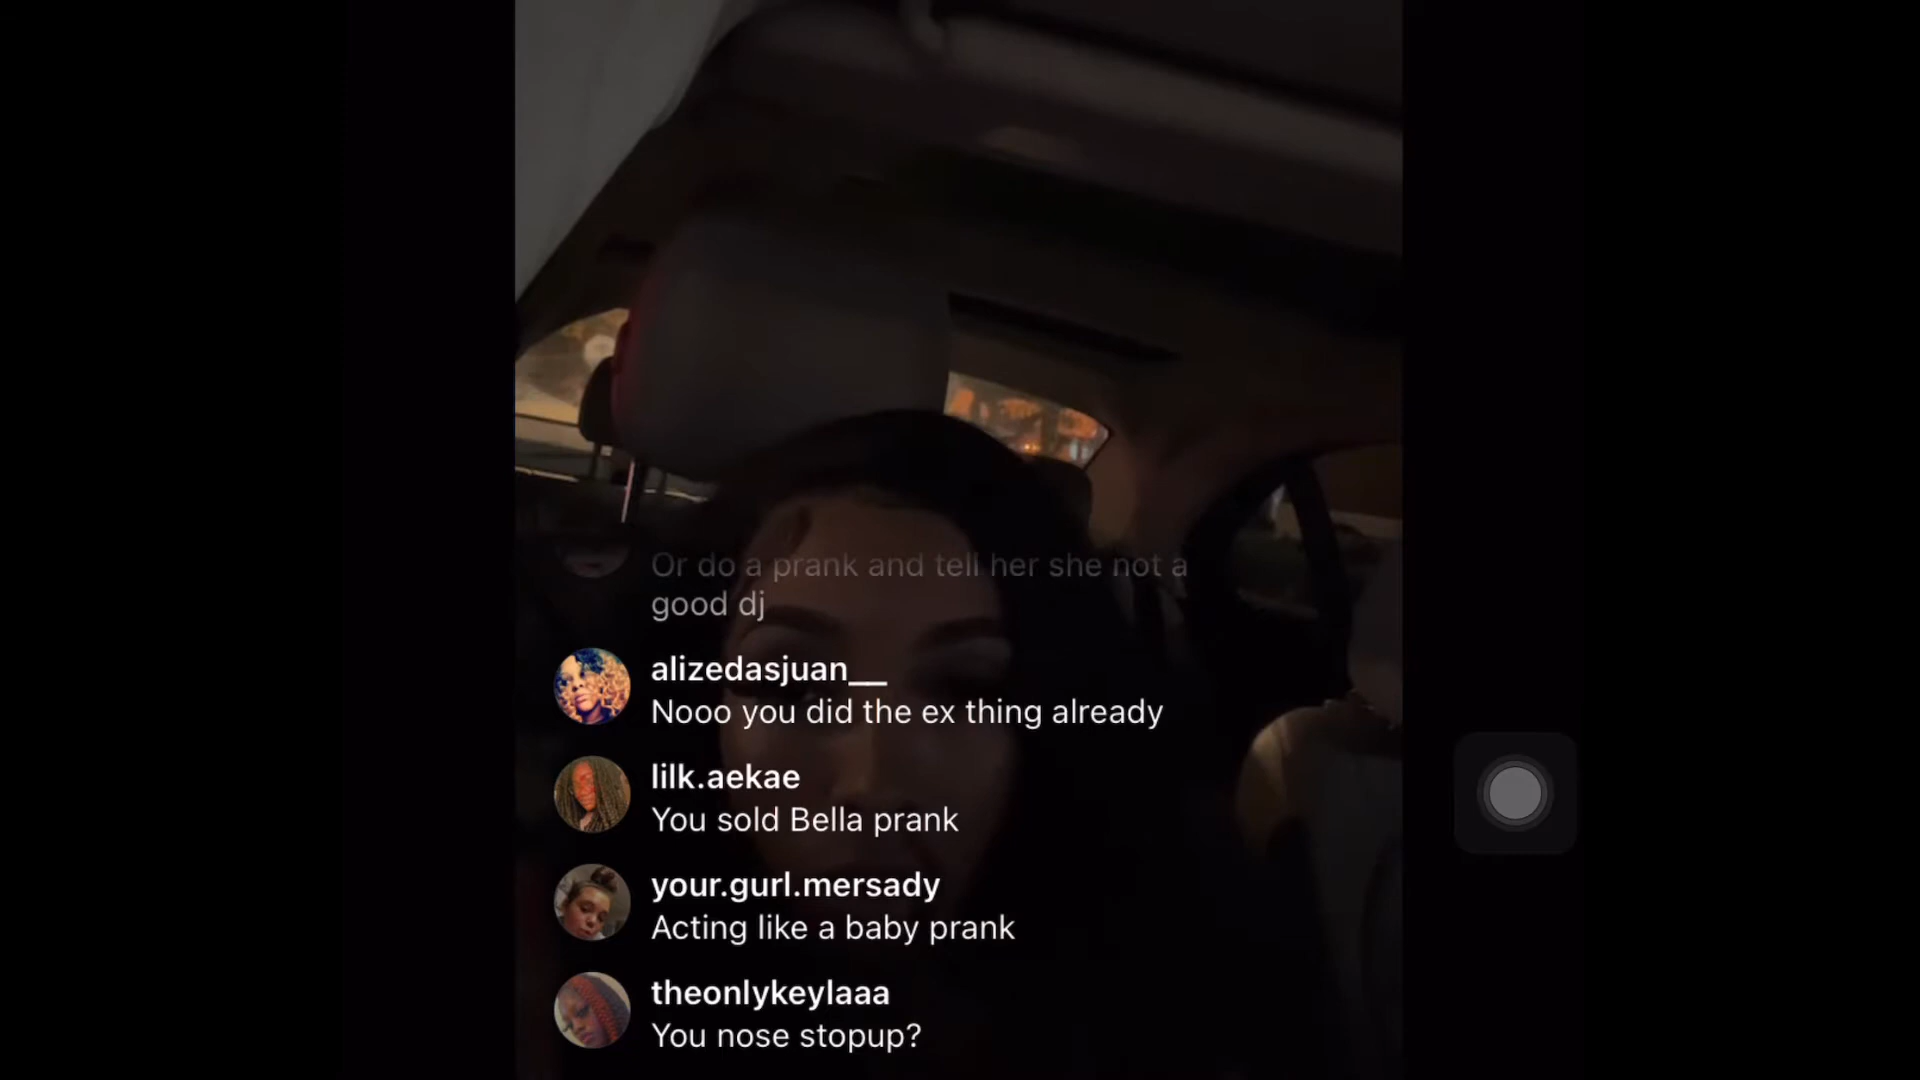 Or do a prank and tell her she not a
good dj
alizedasjuan__
Nooo you did the ex thing already
lilk.aekae
You sold Bella prank
your.gurl.mersady
Acting like a baby prank
theonlykeylaaa
You nose stopup?